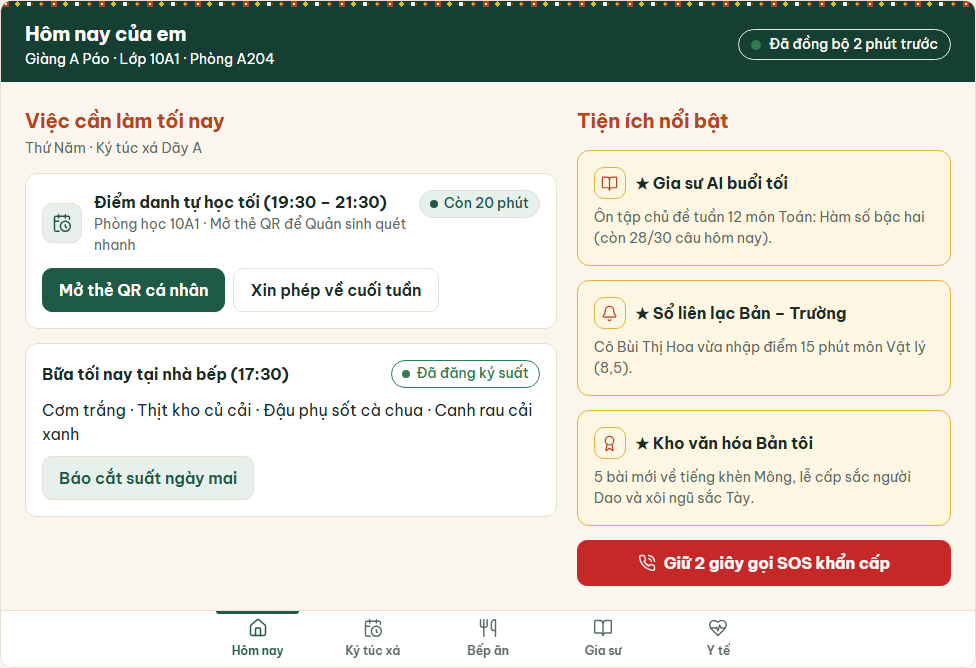 Hôm nay của em
Giàng A Páo · Lớp 10A1 · Phòng A204
Đã đồng bộ 2 phút trước
Việc cần làm tối nay
Thứ Năm · Ký túc xá Dãy A
Điểm danh tự học tối (19:30 – 21:30)
Phòng học 10A1 · Mở thẻ QR để Quản sinh quét
nhanh
Còn 20 phút
Mở thẻ QR cá nhân
Xin phép về cuối tuần
Bữa tối nay tại nhà bếp (17:30)
Đã đăng ký suất
Cơm trắng · Thịt kho củ cải · Đậu phụ sốt cà chua · Canh rau cải
xanh
Báo cắt suất ngày mai
Tiện ích nổi bật
★ Gia sư AI buổi tối
Ôn tập chủ đề tuần 12 môn Toán: Hàm số bậc hai
(còn 28/30 câu hôm nay).
★ Sổ liên lạc Bản – Trường
Cô Bùi Thị Hoa vừa nhập điểm 15 phút môn Vật lý
(8,5).
★ Kho văn hóa Bản tôi
5 bài mới về tiếng khèn Mông, lễ cấp sắc người
Dao và xôi ngũ sắc Tày.
Giữ 2 giây gọi SOS khẩn cấp
Hôm nay
Ký túc xá
Bếp ăn
Gia sư
Y tế